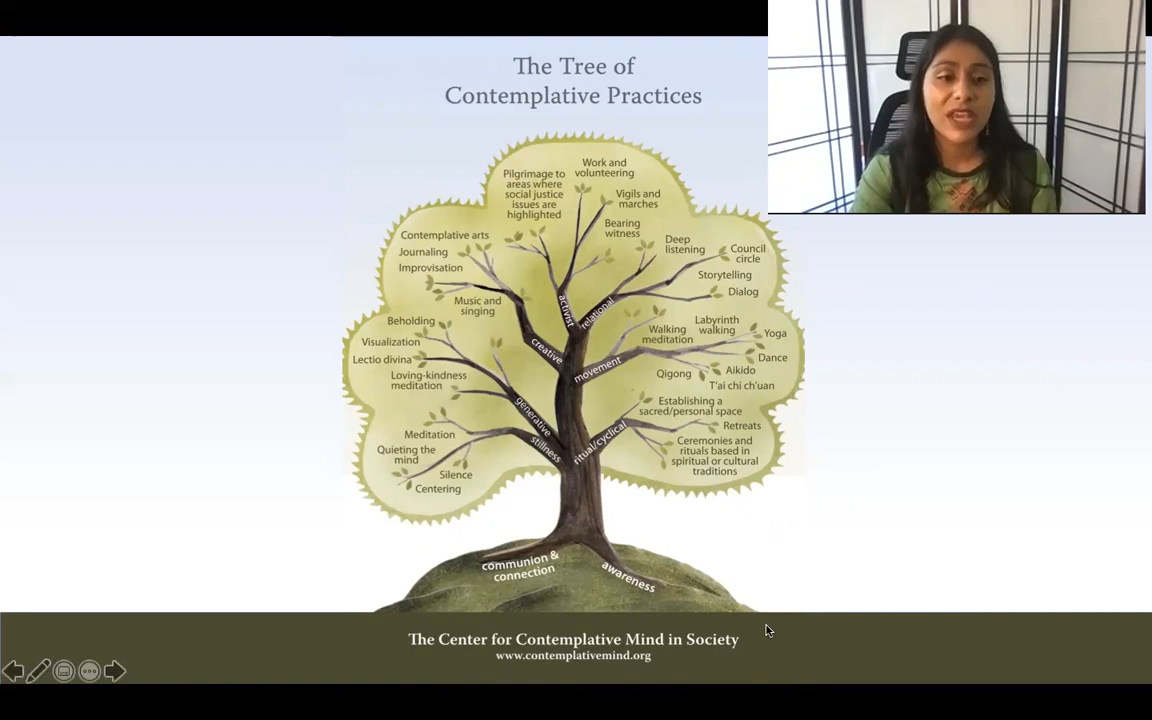 The Tree of
Contemplative Practices
Work and
volunteering
Pilgrimage to
areas where
social justice
issues are
highlighted
Vigils and
marches
Bearing
witness
Contemplative arts
Journaling
Improvisation
Music and
singing
Deep
listening
Council
circle
Storytelling
Dialog
activist
relational
Beholding
Visualization
Lectio divina
Loving-kindness
meditation
creative
movement
Walking
meditation
Labyrinth
walking
Yoga
Dance
Aikido
Qigong
T'ai chi ch'uan
Meditation
Quieting the
mind
Silence
Centering
generative
stillness
ritual/cyclical
Establishing a
sacred/personal space
Retreats
Ceremonies and
rituals based in
spiritual or cultural
traditions
communion &
connection
awareness
The Center for Contemplative Mind in Society
www.contemplativemind.org